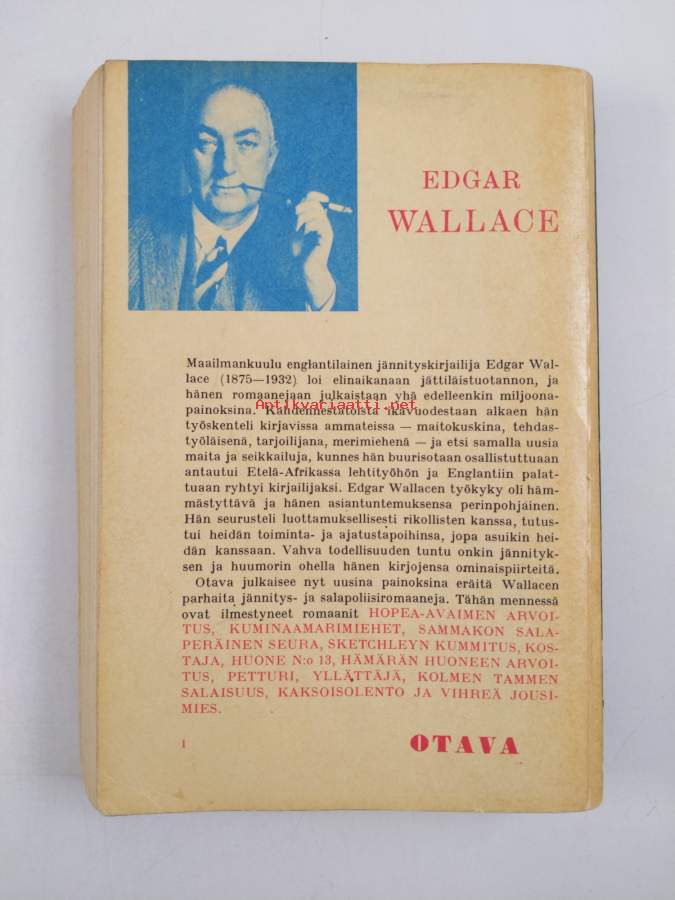 EDGAR
WALLACE
Maailmankuulu englantilainen jännityskirjailija Edgar Wal-
lace (1875—1932) loi elinaikanaan jättiläistuotannon, ja
hänen romaanejaan julkaistaan yhä edelleenkin miljoona-
painoksina. Kahdennestatoista ikävuodestaan alkaen hän
Antikvariaatti.net
työskenteli kirjavissa ammateissa — maitokuskina, tehdas-
työläisenä, tarjoilijana, merimiehenä — ja etsi samalla uusia
maita ja seikkailuja, kunnes hän buurisotaan osallistuttuaan
antautui Etelä-Afrikassa lehtityöhön ja Englantiin palat-
tuaan ryhtyi kirjailijaksi. Edgar Wallacen työkyky oli häm-
mästyttävä ja hänen asiantuntemuksensa perinpohjainen.
Hän seurusteli luottamuksellisesti rikollisten kanssa, tutus-
tui heidän toiminta- ja ajatustapoihinsa, jopa asuikin hei-
dän kanssaan. Vahva todellisuuden tuntu onkin jännityk-
sen ja huumorin ohella hänen kirjojensa ominaispiirteitä.
Otava julkaisee nyt uusina painoksina eräitä Wallacen
parhaita jännitys- ja salapoliisiromaaneja. Tähän mennessä
ovat ilmestyneet romaanit HOPEA-AVAIMEN ARVOI-
TUS, KUMINAAMARIMIEHET, SAMMAKON SALA-
PERÄINEN SEURA, SKETCHLEYN KUMMITUS, KOS-
TAJA, HUONE N:o 13, HÄMÄRÄN HUONEEN ARVOI-
TUS, PETTURI, YLLÄTTÄJÄ, KOLMEN TAMMEN
SALAISUUS, KAKSOISOLENTO JA VIHREÄ JOUSI-
MIES.
1
OTAVA